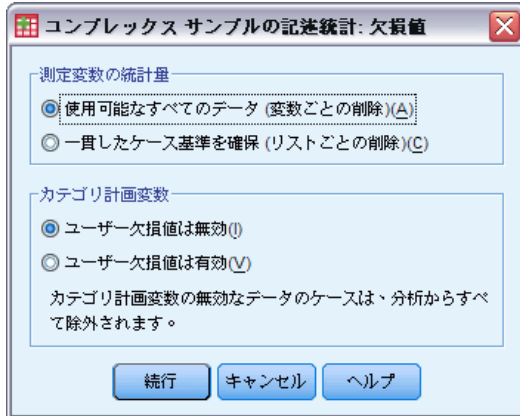 コンプレックス サンプルの記述統計: 欠損値
測定変数の統計量
使用可能なすべてのデータ (変数ごとの削除)(A)
一貫したケース基準を確保 (リストごとの削除)(C)
カテゴリ計画変数
ユーザー欠損値は無効(I)
ユーザー欠損値は有効(V)
カテゴリ計画変数の無効なデータのケースは、分析からすべ
て除外されます。
続行
キャンセル
ヘルプ